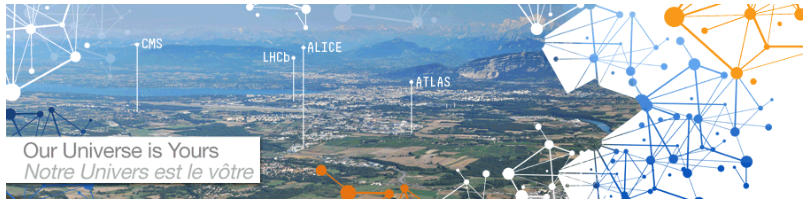 CMS
LHCb
ALICE
ATLAS
Our Universe is Yours
Notre Univers est le vôtre